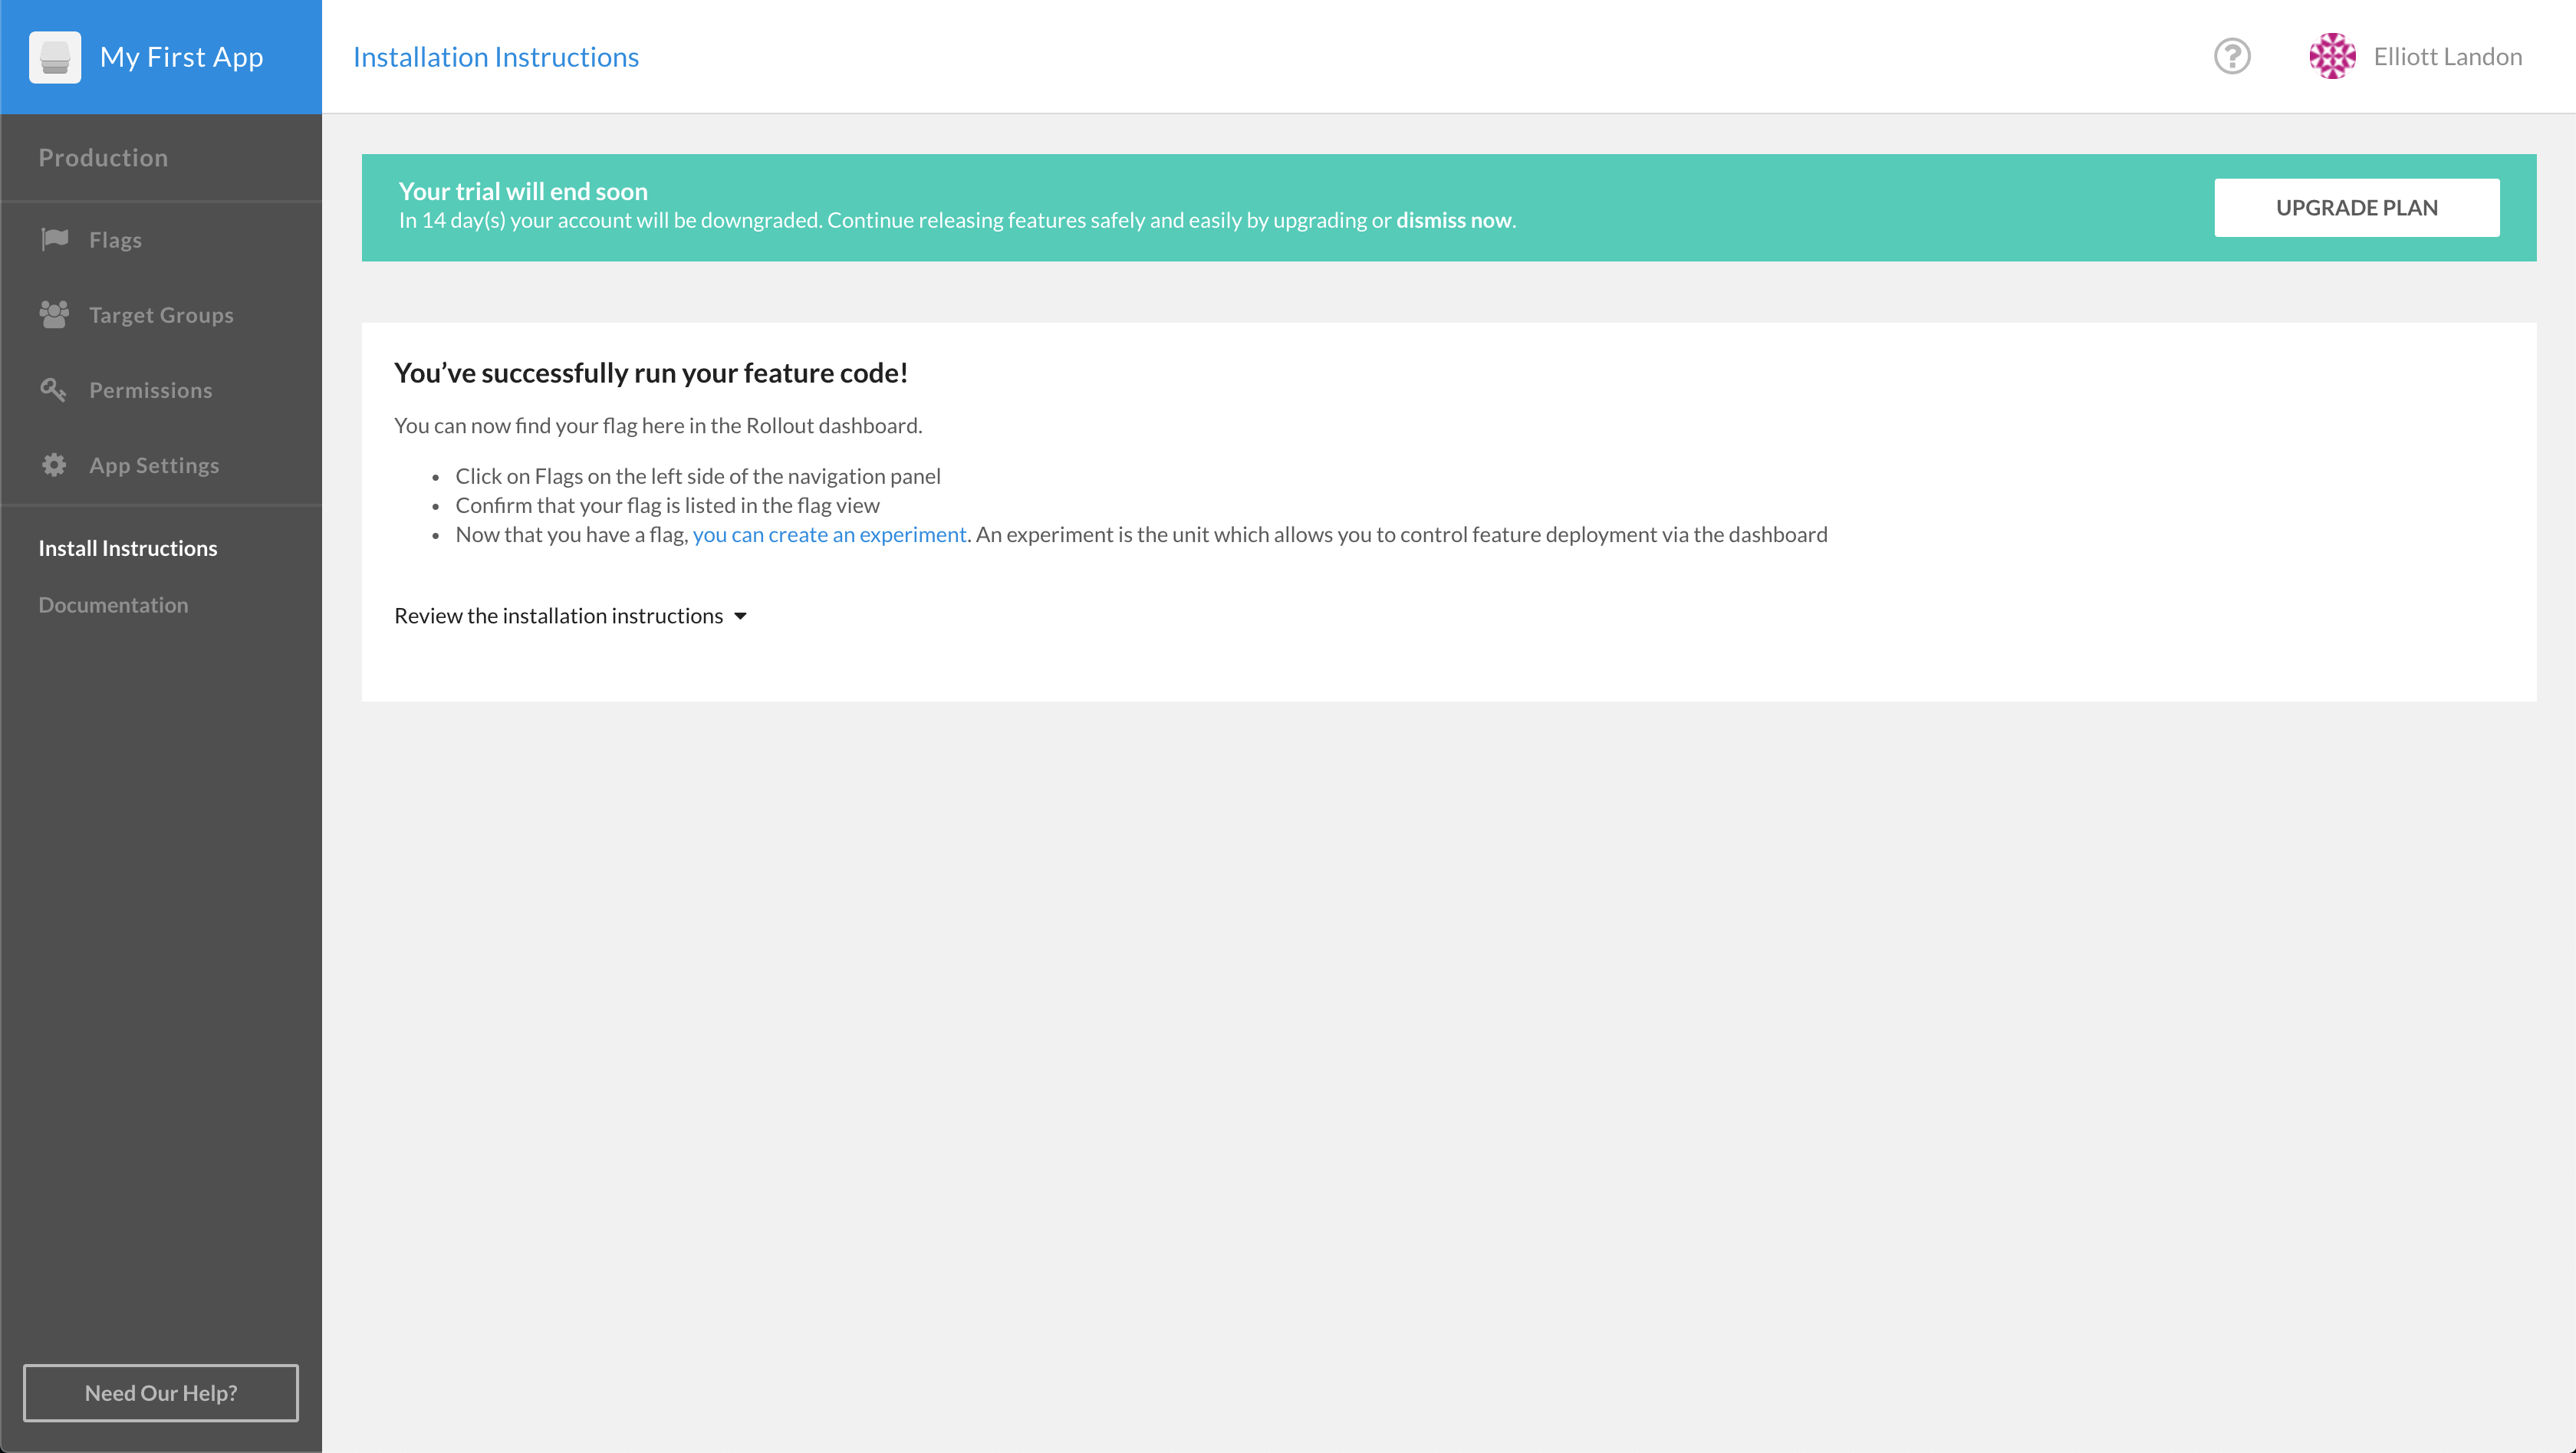 My First App
Installation Instructions
Elliott Landon
Production
Flags
Target Groups
Permissions
App Settings
Install Instructions
Documentation
Need Our Help?
Your trial will end soon
In 14 day(s) your account will be downgraded. Continue releasing features safely and easily by upgrading or dismiss now.
UPGRADE PLAN
You’ve successfully run your feature code!
You can now find your flag here in the Rollout dashboard.
• Click on Flags on the left side of the navigation panel
• Confirm that your flag is listed in the flag view
• Now that you have a flag, you can create an experiment. An experiment is the unit which allows you to control feature deployment via the dashboard
Review the installation instructions